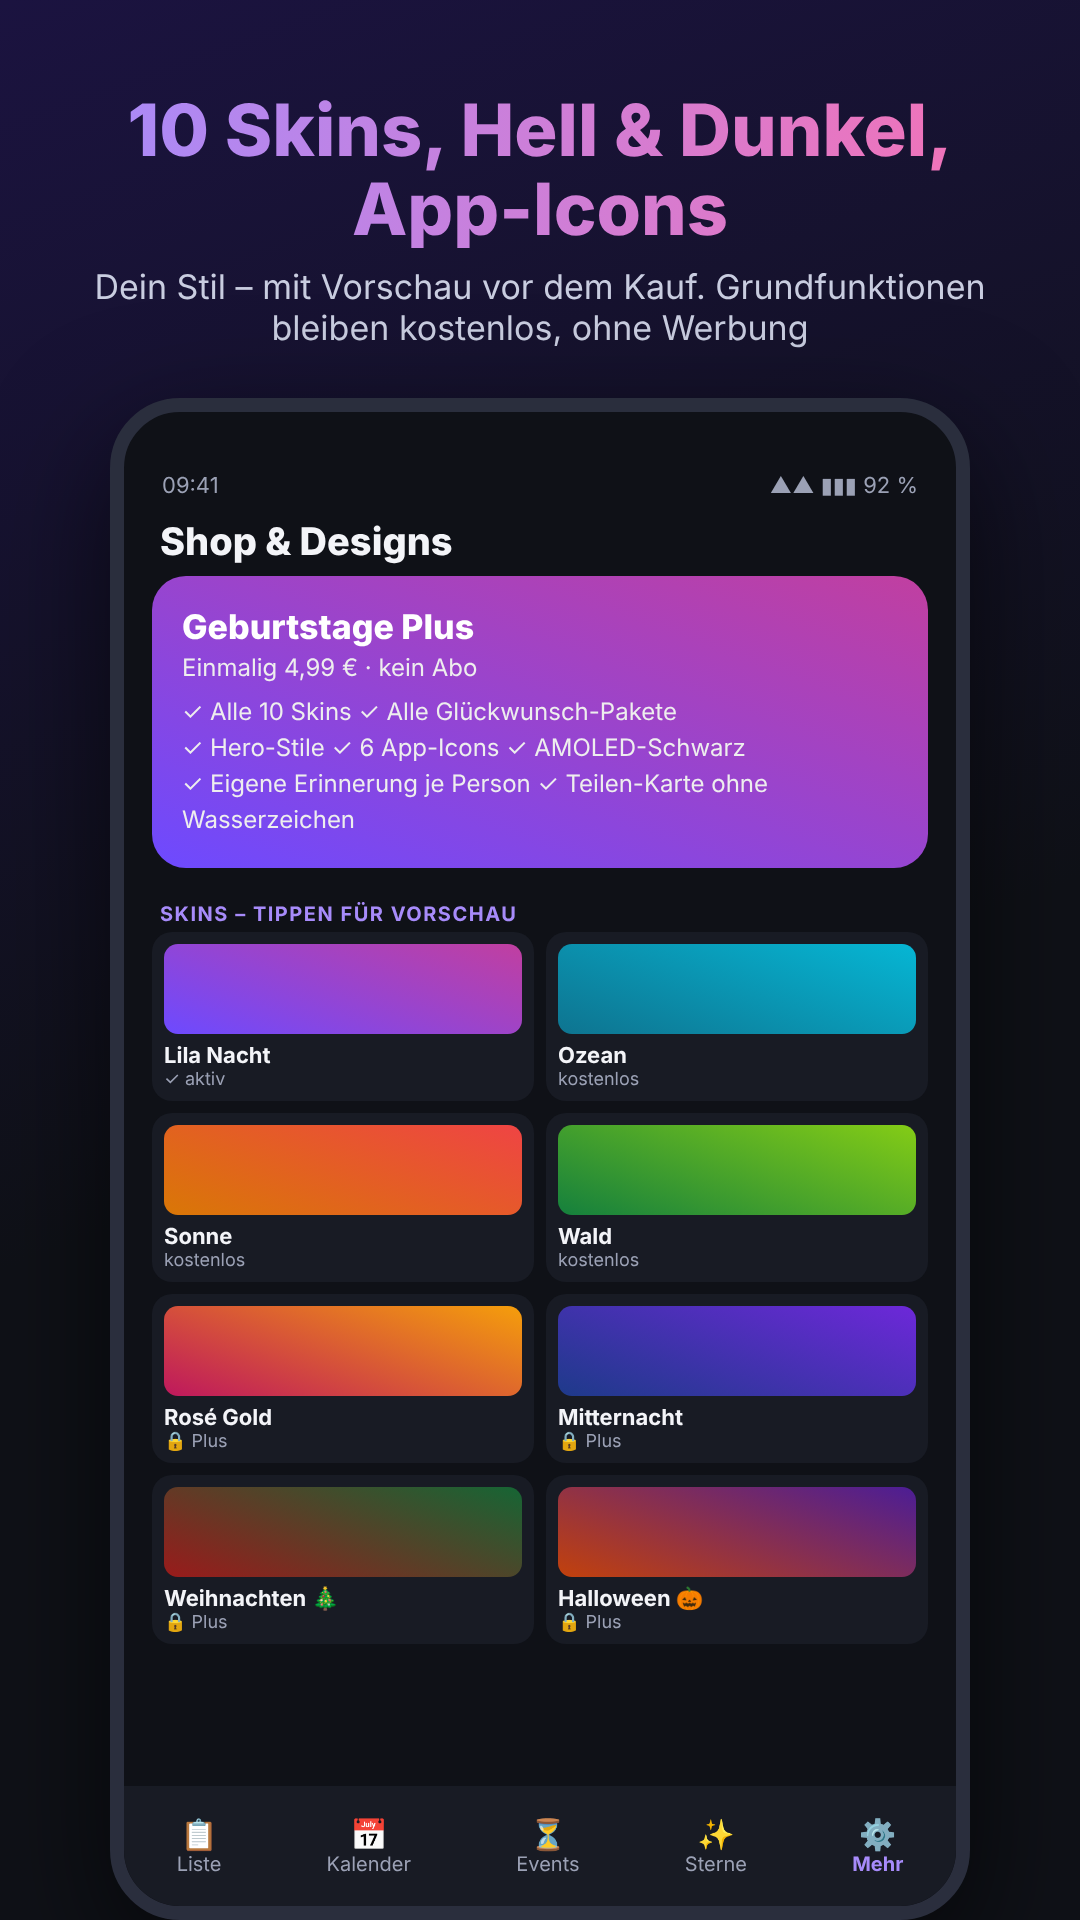 10 Skins, Hell & Dunkel,
App-Icons
Dein Stil – mit Vorschau vor dem Kauf. Grundfunktionen
bleiben kostenlos, ohne Werbung
09:41 92 %
Shop & Designs
Geburtstage Plus
Einmalig 4,99 € · kein Abo
✓ Alle 10 Skins ✓ Alle Glückwunsch-Pakete
✓ Hero-Stile ✓ 6 App-Icons ✓ AMOLED-Schwarz
✓ Eigene Erinnerung je Person ✓ Teilen-Karte ohne
Wasserzeichen
SKINS – TIPPEN FÜR VORSCHAU
Lila Nacht
✓ aktiv
Ozean
kostenlos
Sonne
kostenlos
Wald
kostenlos
Rosé Gold
🔒 Plus
Mitternacht
🔒 Plus
Weihnachten 🎄
🔒 Plus
Halloween 🎃
🔒 Plus
July
17
Liste Kalender Events Sterne Mehr